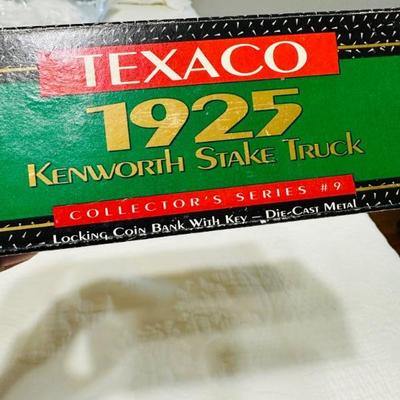 TEXACO
1925
KENWORTH STAKE TRUCK
COLLECTOR'S SERIES #9
LOCKING COIN BANK WITH KEY – DIE-CAST METAL